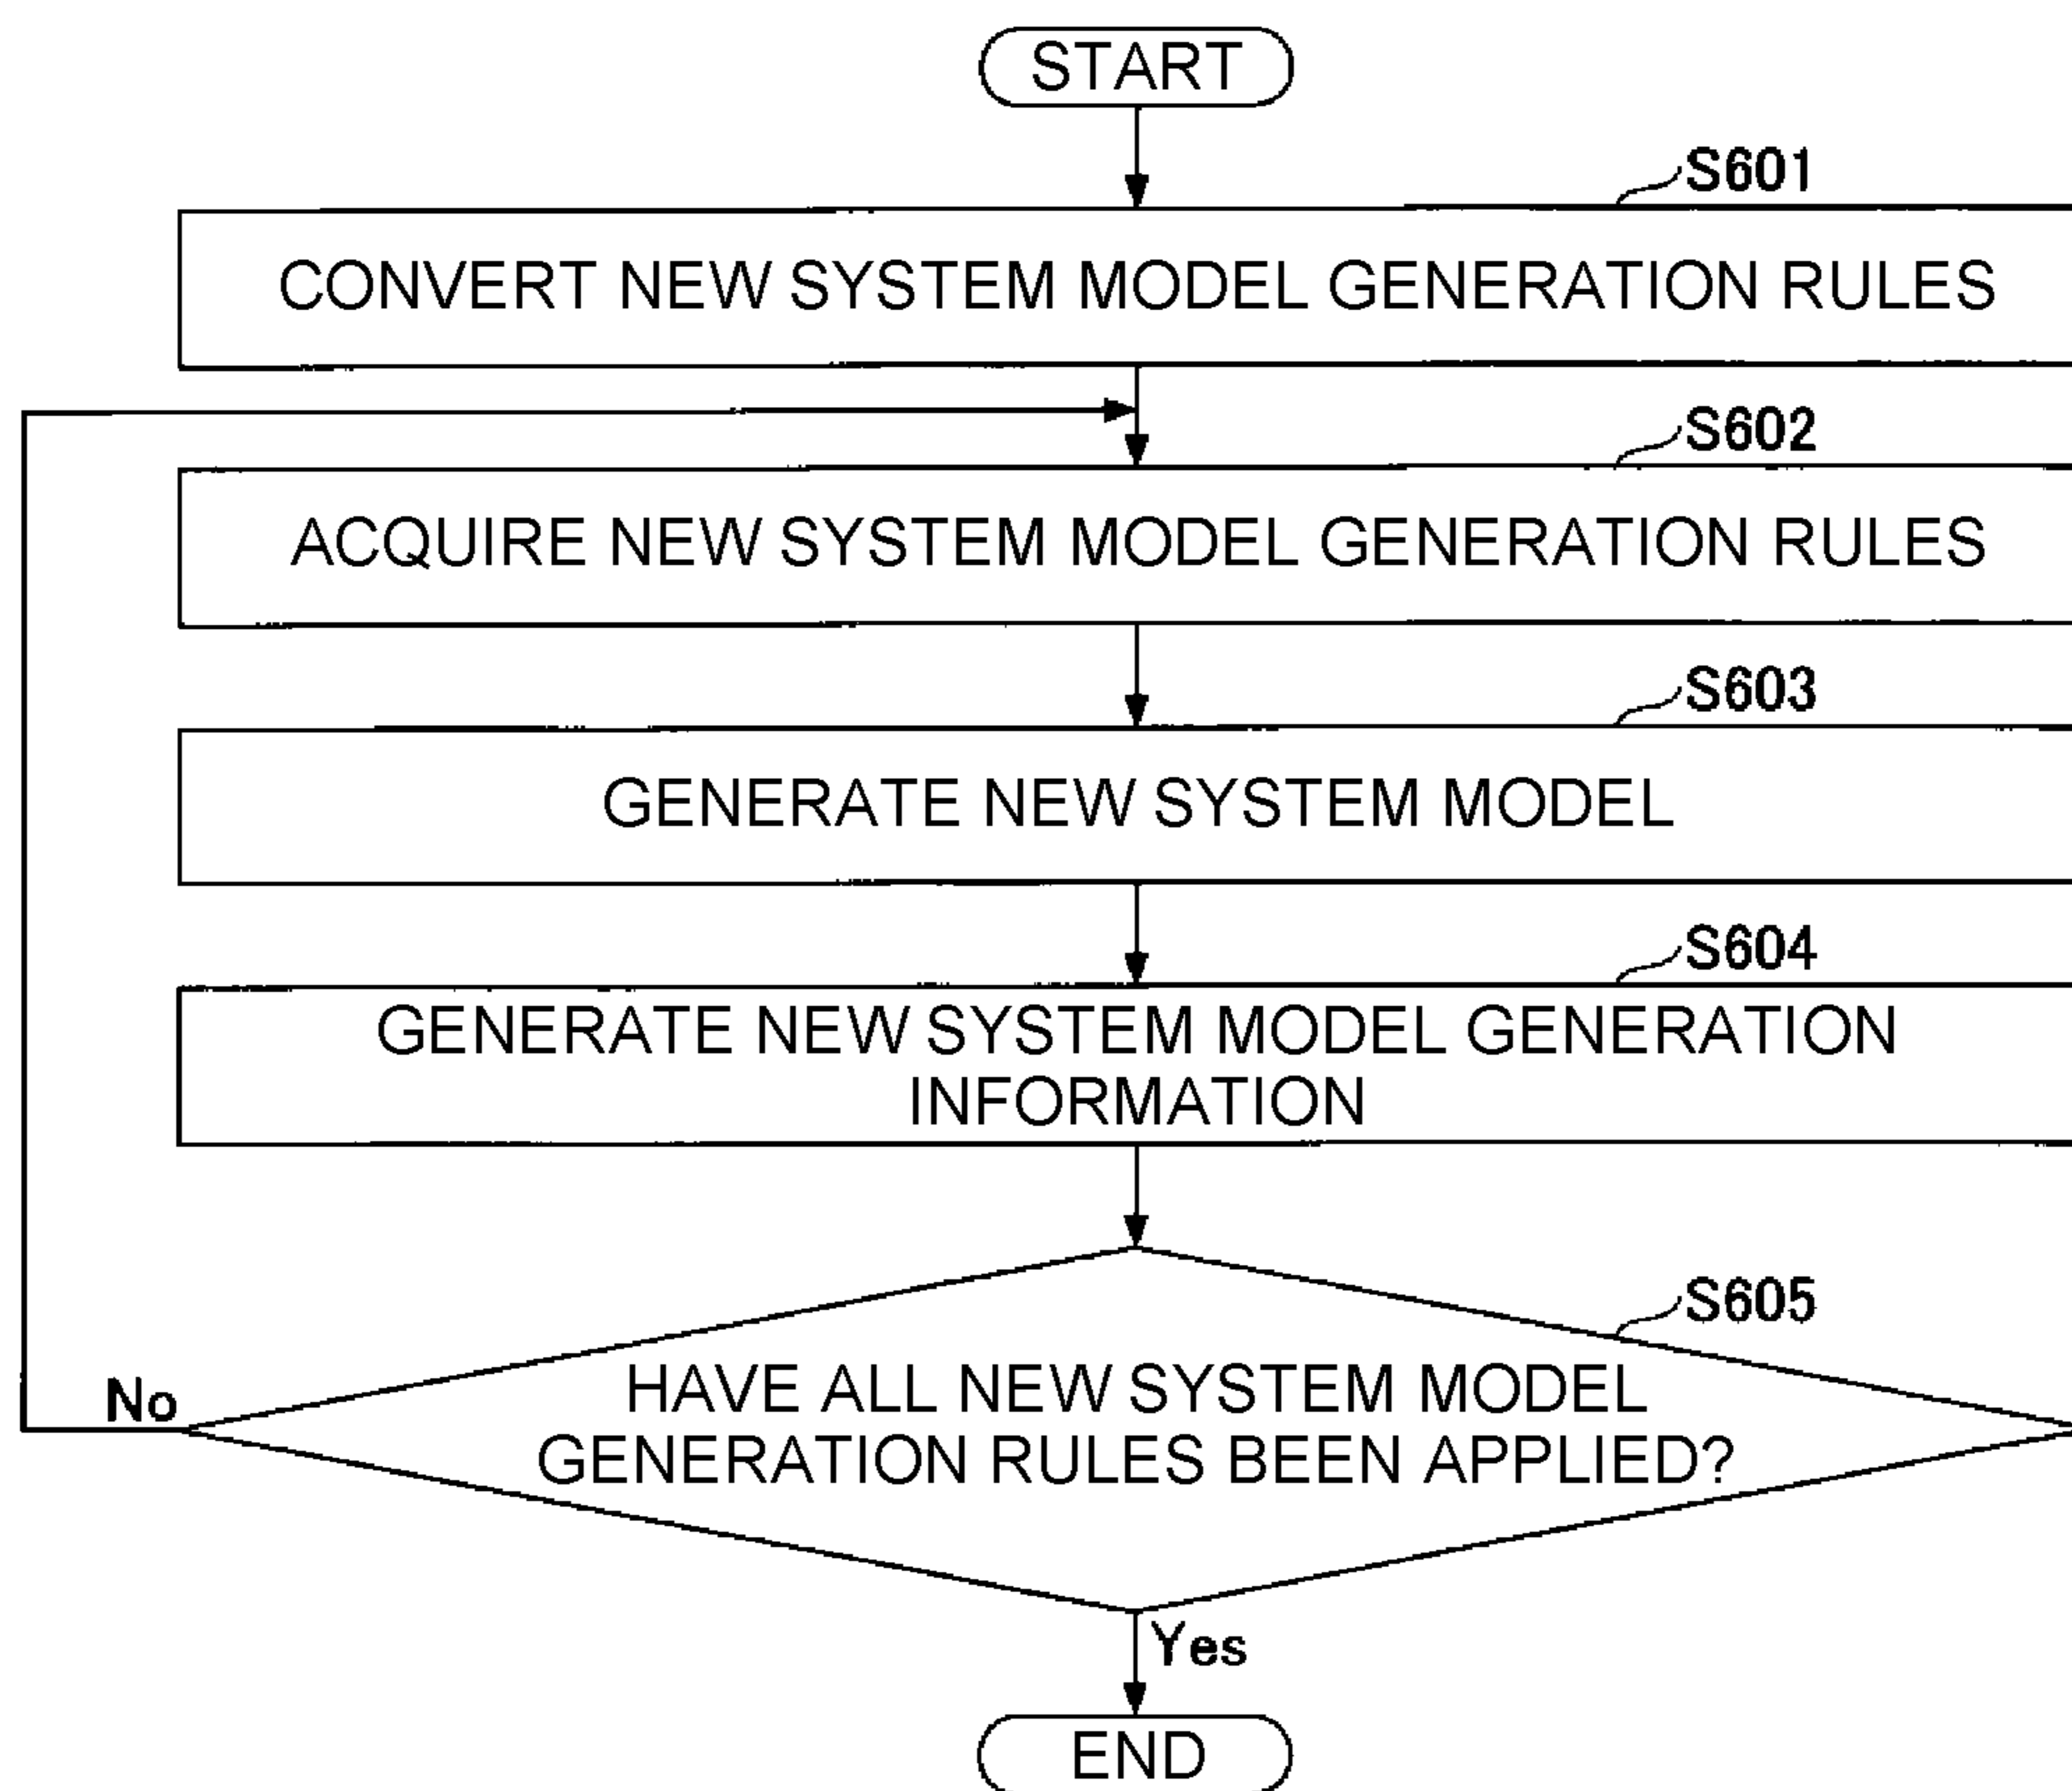 START
S601
CONVERT NEW SYSTEM MODEL GENERATION RULES
S602
ACQUIRE NEW SYSTEM MODEL GENERATION RULES
S603
GENERATE NEW SYSTEM MODEL
S604
GENERATE NEW SYSTEM MODEL GENERATION
INFORMATION
S605
HAVE ALL NEW SYSTEM MODEL
GENERATION RULES BEEN APPLIED?
No
Yes
END